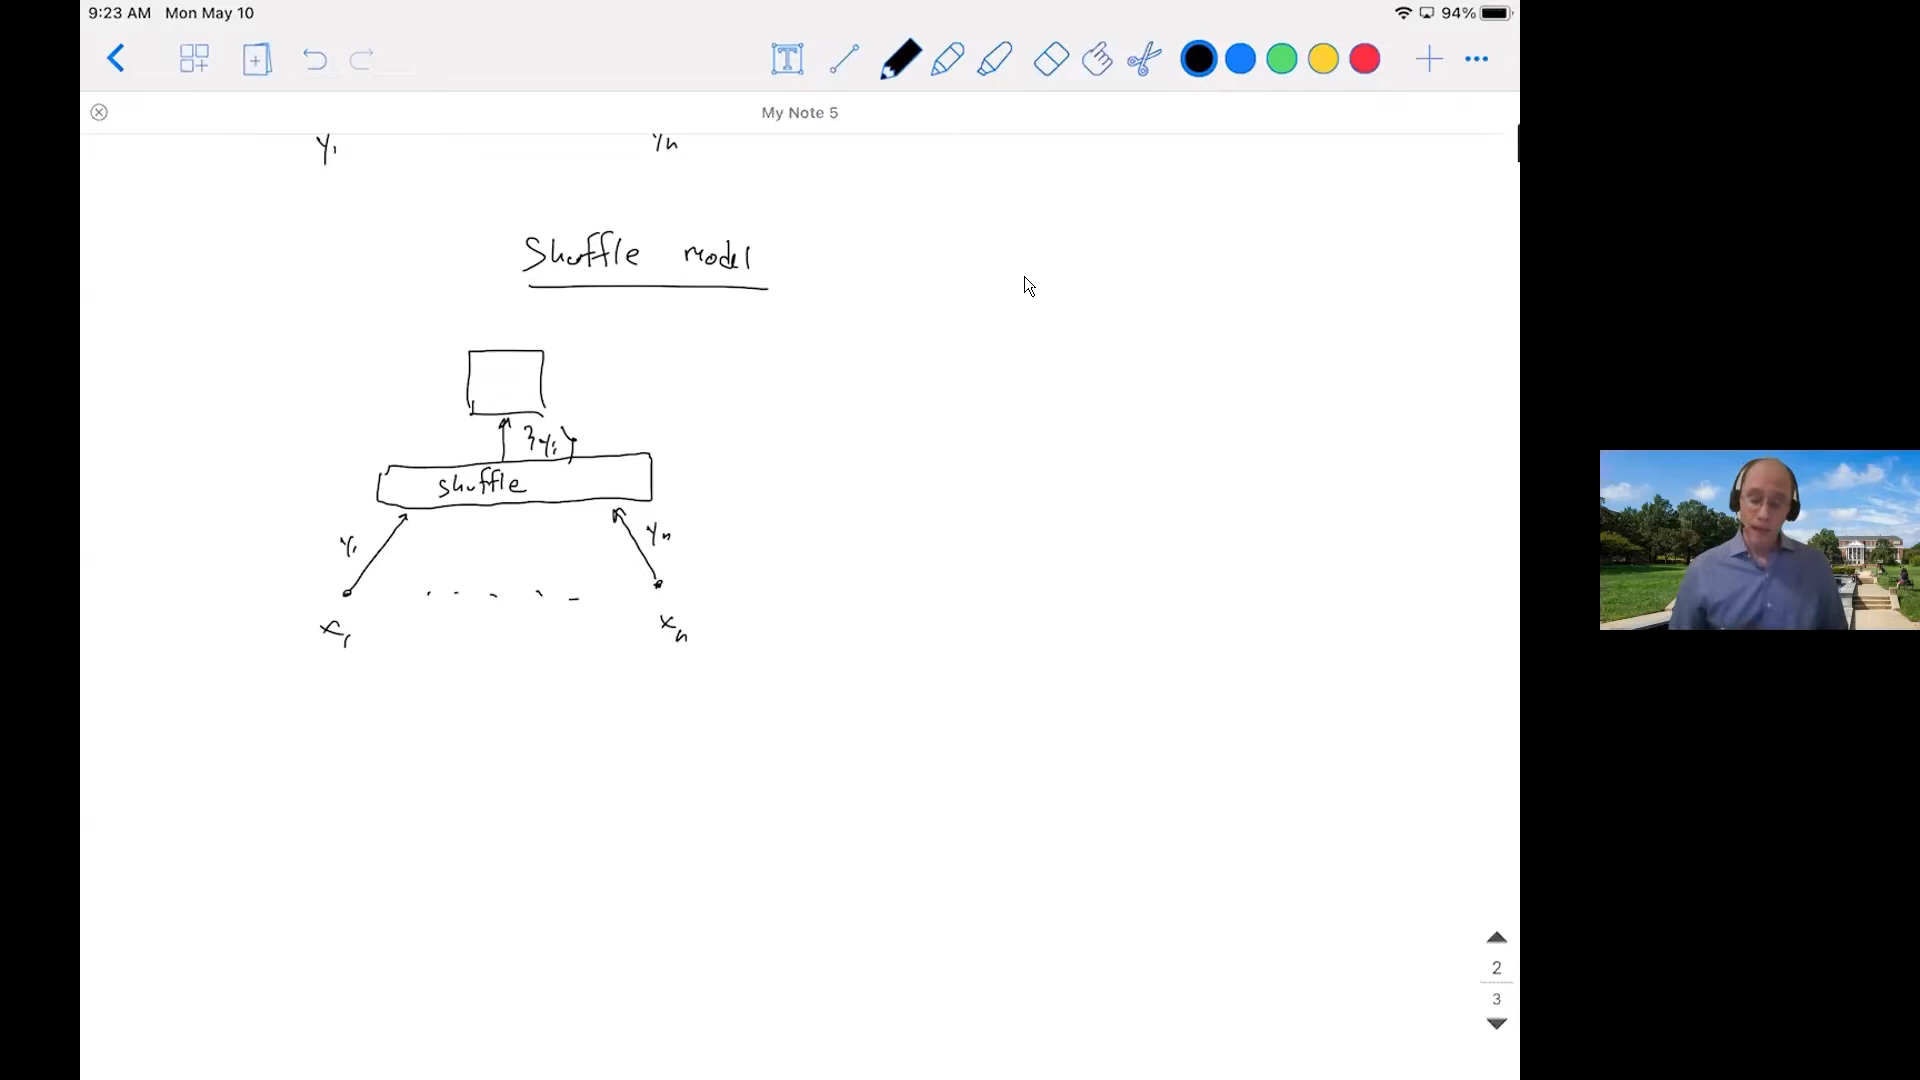 9:23 AM Mon May 10
94%
T
My Note 5
y₁ yₙ
Shuffle model
{yᵢ}
shuffle
y₁ yₙ
x₁ xₙ
2
3